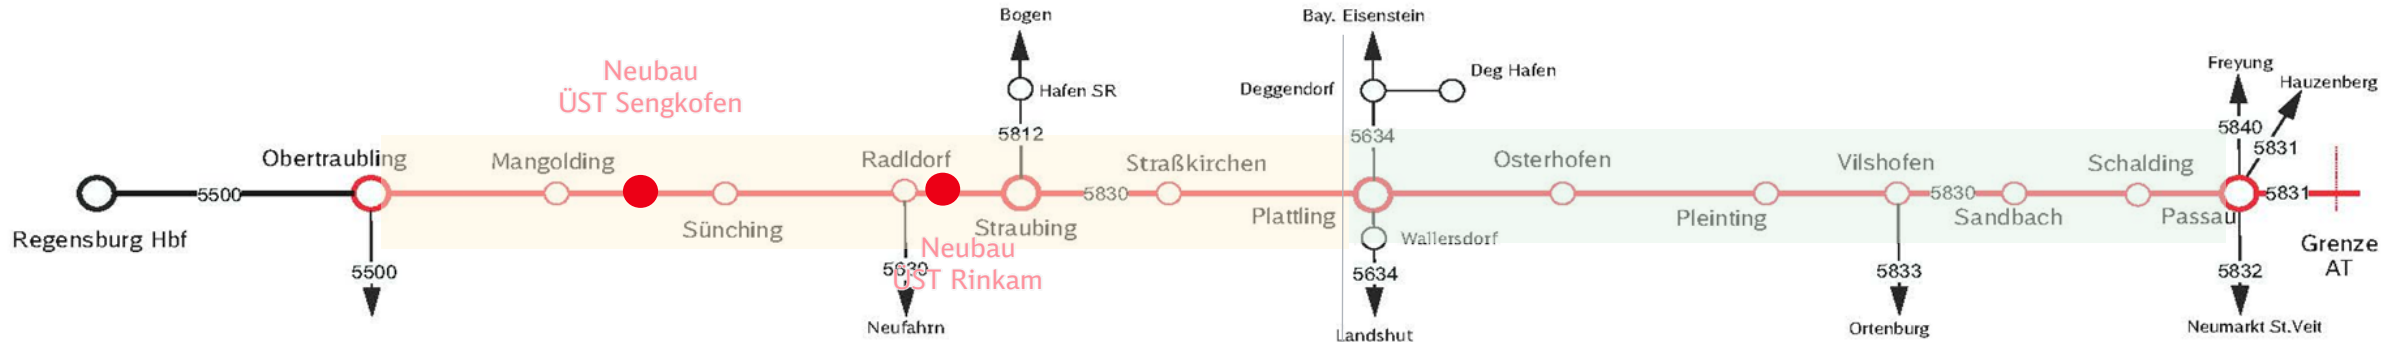 Bogen
Bay. Eisenstein
Neubau
ÜST Sengkofen
Freyung
Hauzenberg
Deg Hafen
Hafen SR
Deggendorf
5812
5634
5840
5831
Obertraubling
Mangolding
Radldorf
Straßkirchen
Osterhofen
Vilshofen
Schalding
5500
5830
5830
5831
Regensburg Hbf
Sünching
Straubing
Plattling
Wallersdorf
Pleinting
Sandbach
Passau
Grenze
AT
Neubau
ÜST Rinkam
5500
5630
5634
5833
5832
Neufahrn
Landshut
Ortenburg
Neumarkt St.Veit